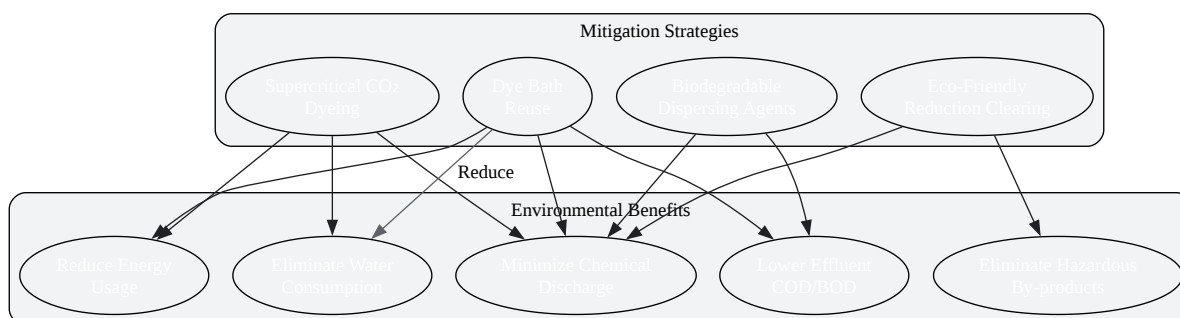 Mitigation Strategies
Supercritical CO₂
Dyeing
Dye Bath
Reuse
Biodegradable
Dispersing Agents
Eco-Friendly
Reduction Clearing
Reduce
Environmental Benefits
Reduce Energy
Usage
Eliminate Water
Consumption
Minimize Chemical
Discharge
Lower Effluent
COD/BOD
Eliminate Hazardous
By-products